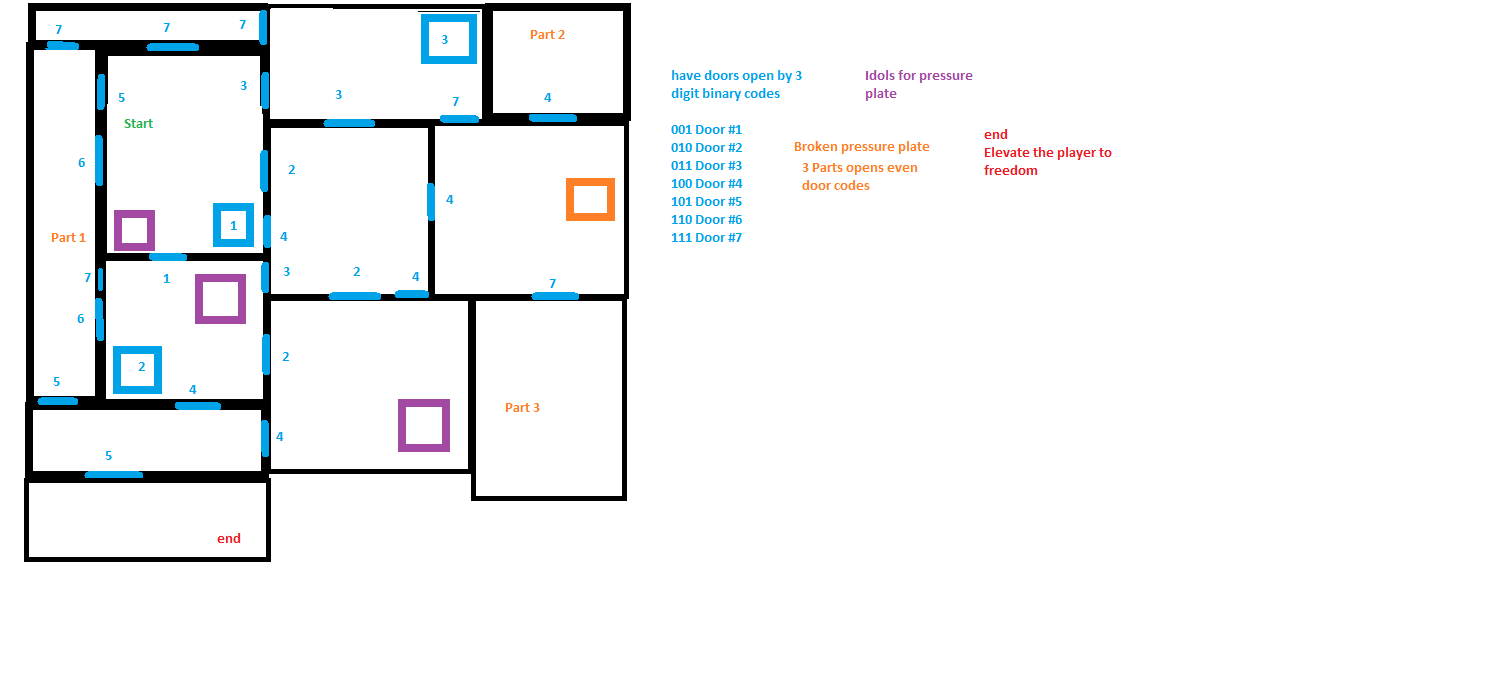 7
7
7
3
Part 2
have doors open by 3
digit binary codes
Idols for pressure
plate
5
3
3
7
4
Start
001 Door #1
010 Door #2
011 Door #3
100 Door #4
101 Door #5
110 Door #6
111 Door #7
Broken pressure plate
3 Parts opens even
door codes
end
Elevate the player to
freedom
6
2
4
Part 1
1
4
7
1
3
2
4
7
6
2
2
5
4
Part 3
4
5
end